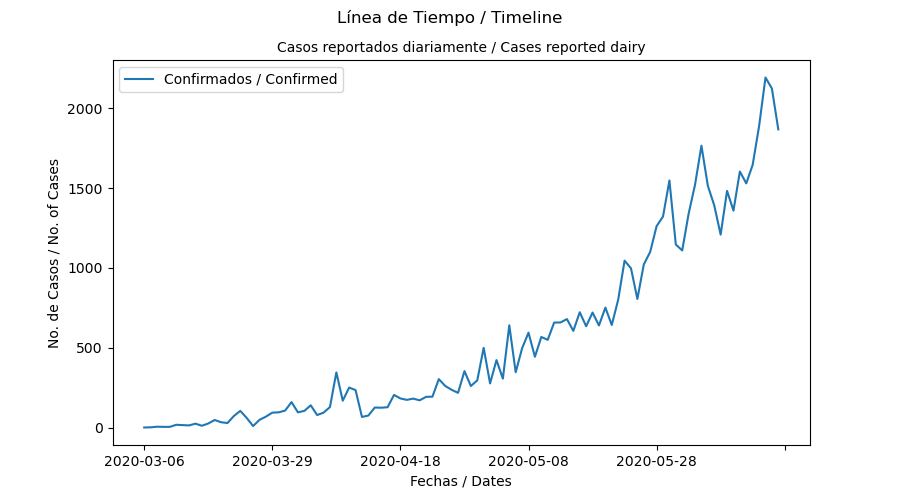 Línea de Tiempo / Timeline
Casos reportados diariamente / Cases reported dairy
Confirmados / Confirmed
No. de Casos / No. of Cases
2000
1500
1000
500
0
2020-03-06 2020-03-29 2020-04-18 2020-05-08 2020-05-28
Fechas / Dates